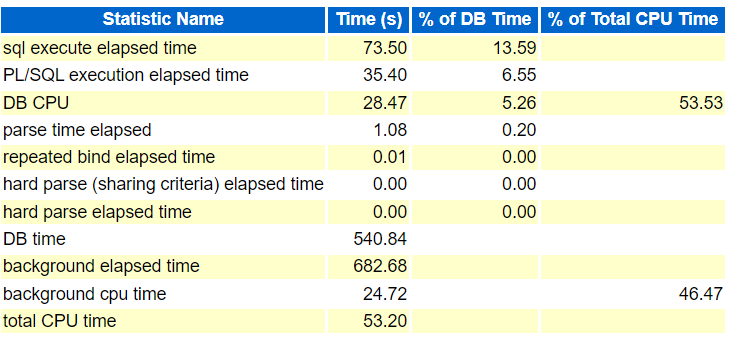 Statistic Name Time (s) % of DB Time % of Total CPU Time
sql execute elapsed time 73.50 13.59
PL/SQL execution elapsed time 35.40 6.55
DB CPU 28.47 5.26 53.53
parse time elapsed 1.08 0.20
repeated bind elapsed time 0.01 0.00
hard parse (sharing criteria) elapsed time 0.00 0.00
hard parse elapsed time 0.00 0.00
DB time 540.84
background elapsed time 682.68
background cpu time 24.72 46.47
total CPU time 53.20